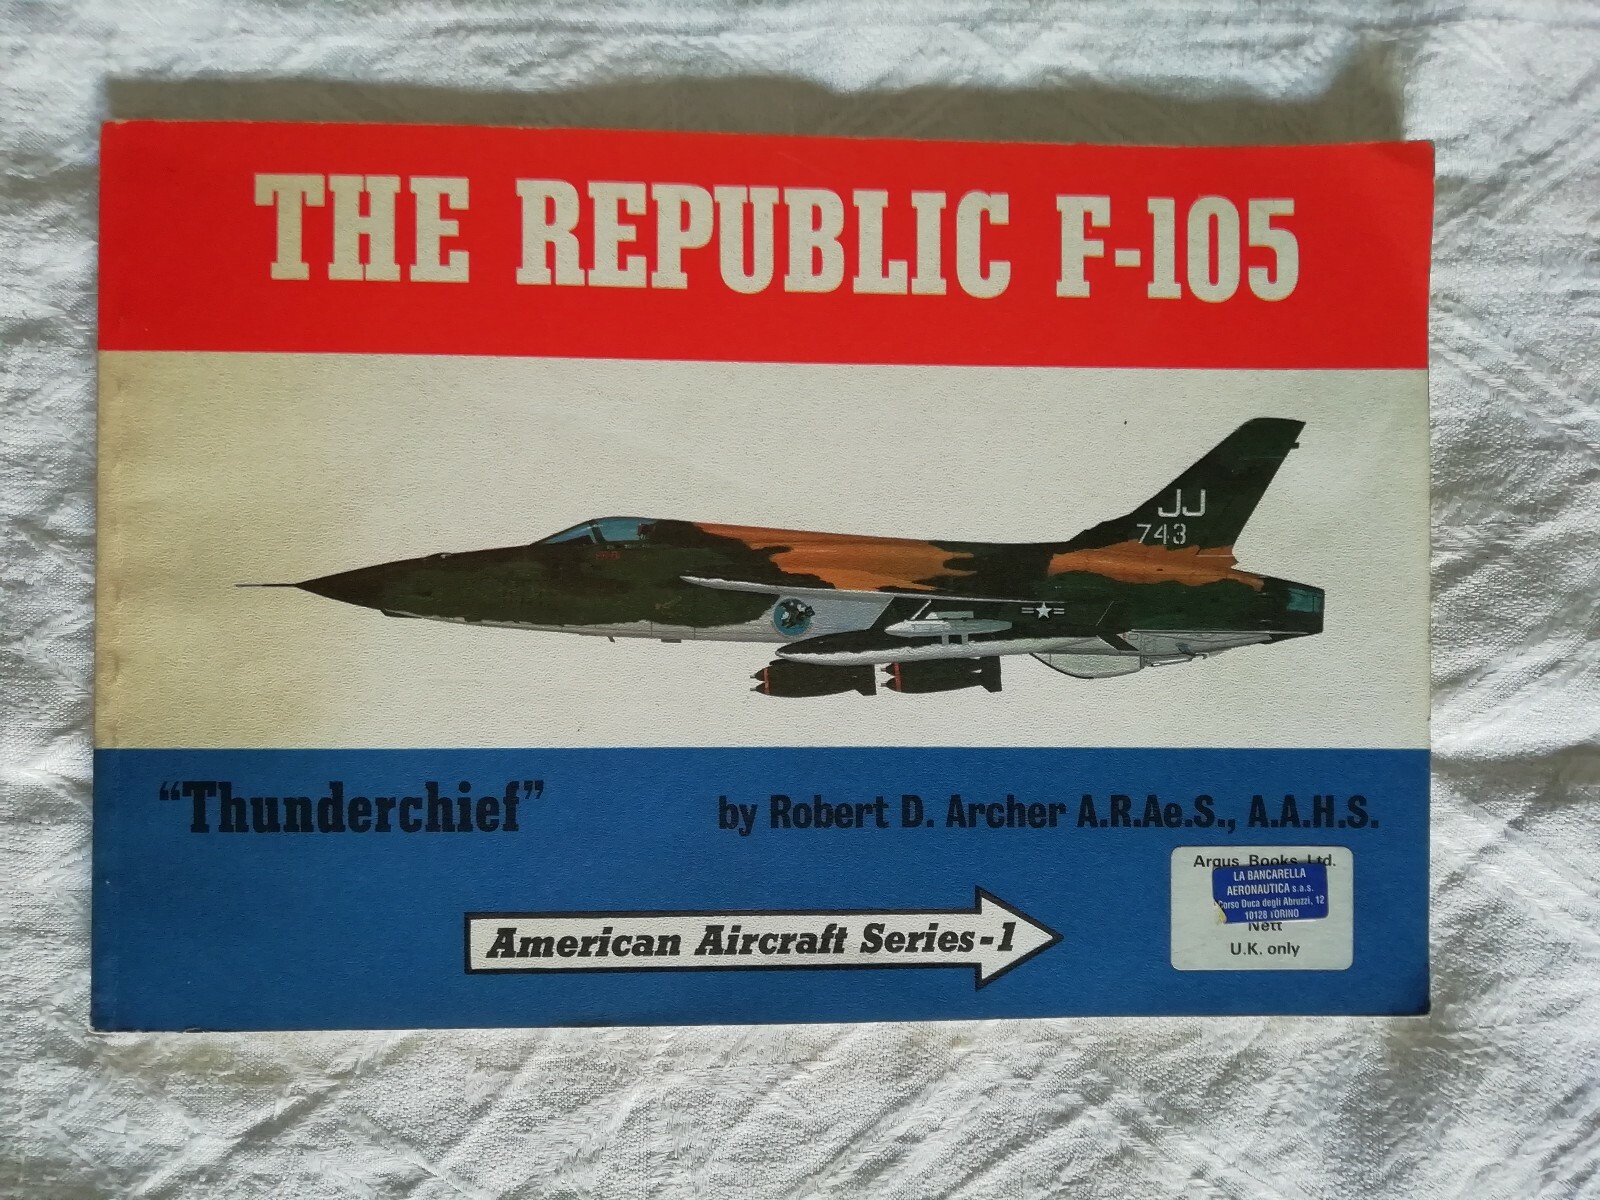 THE REPUBLIC F-105
JJ
743
“Thunderchief”
by Robert D. Archer A.R.Ae.S., A.A.H.S.
American Aircraft Series-1
Argus Books Ltd.
LA BANCARELLA
AERONAUTICA s.a.s.
Corso Duca degli Abruzzi, 12
10128 TORINO
Nett
U.K. only